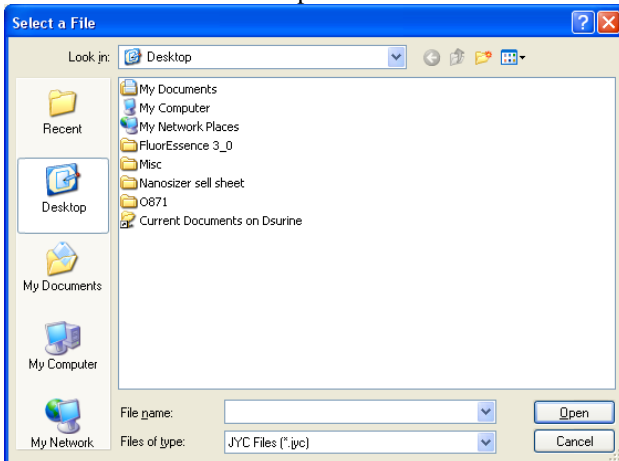 Select a File
Look in: Desktop
My Documents
My Computer
My Network Places
FluorEssence 3_0
Misc
Nanosizer sell sheet
O871
Current Documents on Dsurine
Recent
Desktop
My Documents
My Computer
My Network
File name:
Open
Files of type: JYC Files (*.jyc)
Cancel